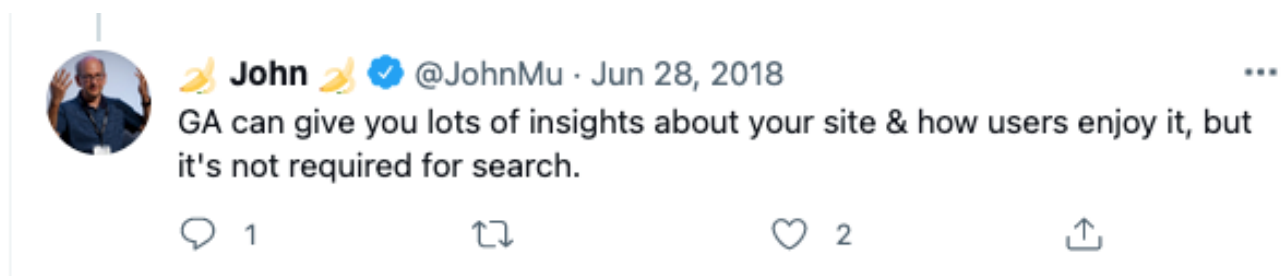 🍌 John 🍌 @JohnMu · Jun 28, 2018
GA can give you lots of insights about your site & how users enjoy it, but
it's not required for search.
1 2